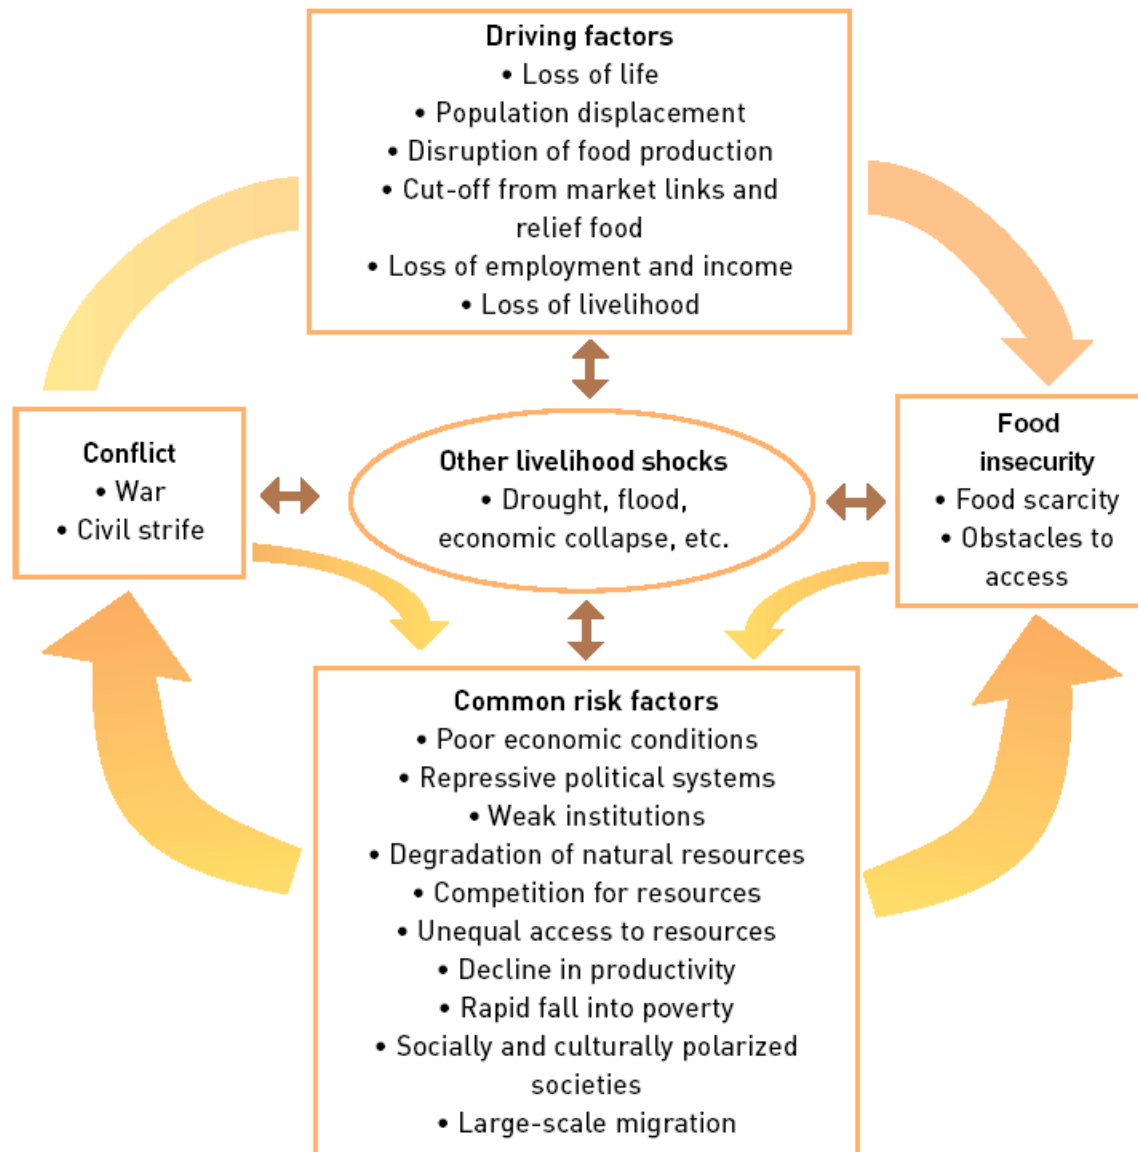 Driving factors
• Loss of life
• Population displacement
• Disruption of food production
• Cut-off from market links and
relief food
• Loss of employment and income
• Loss of livelihood
Conflict
• War
• Civil strife
Other livelihood shocks
• Drought, flood,
economic collapse, etc.
Food
insecurity
• Food scarcity
• Obstacles to
access
Common risk factors
• Poor economic conditions
• Repressive political systems
• Weak institutions
• Degradation of natural resources
• Competition for resources
• Unequal access to resources
• Decline in productivity
• Rapid fall into poverty
• Socially and culturally polarized
societies
• Large-scale migration